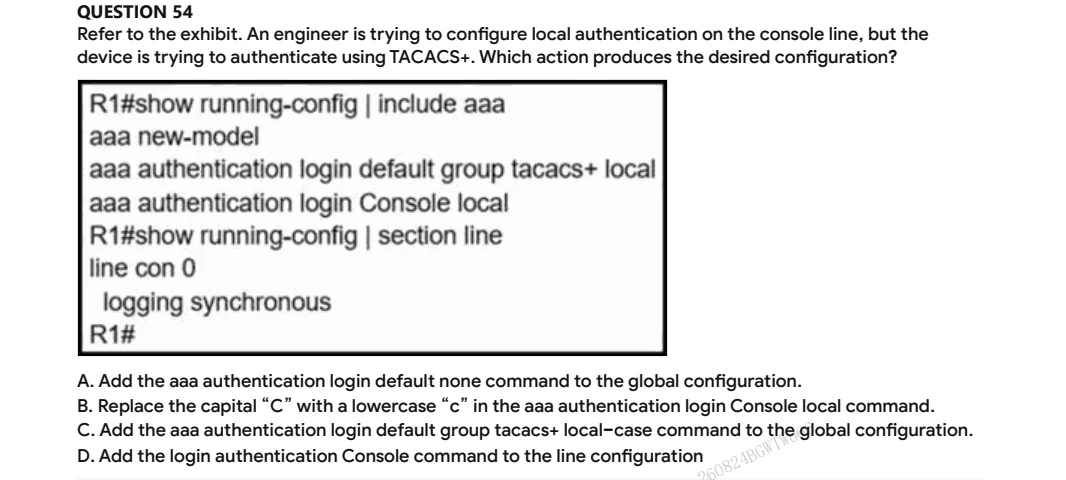 QUESTION 54
Refer to the exhibit. An engineer is trying to configure local authentication on the console line, but the
device is trying to authenticate using TACACS+. Which action produces the desired configuration?
R1#show running-config | include aaa
aaa new-model
aaa authentication login default group tacacs+ local
aaa authentication login Console local
R1#show running-config | section line
line con 0
logging synchronous
R1#
A. Add the aaa authentication login default none command to the global configuration.
B. Replace the capital “C” with a lowercase “c” in the aaa authentication login Console local command.
C. Add the aaa authentication login default group tacacs+ local-case command to the global configuration.
D. Add the login authentication Console command to the line configuration